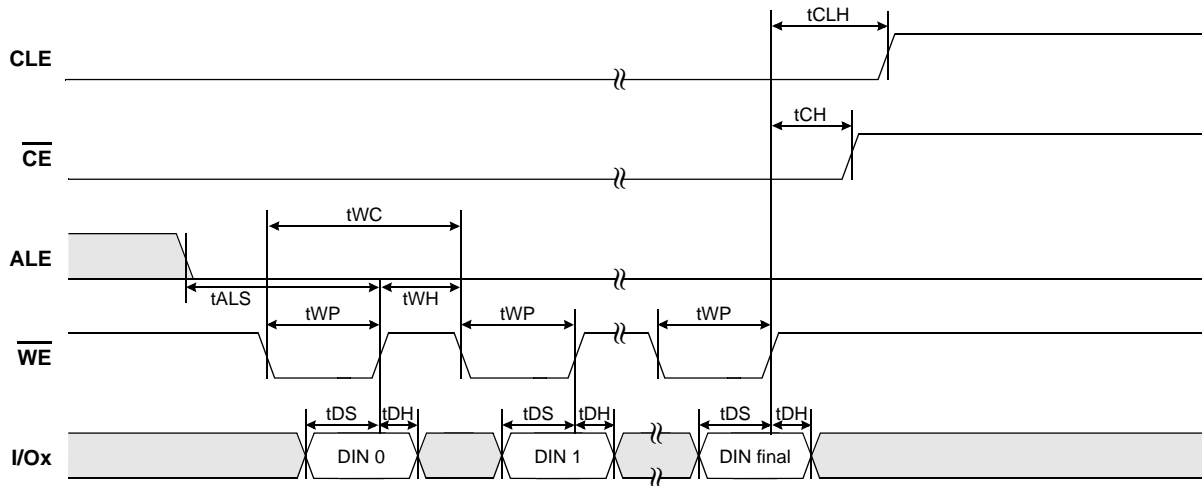 tCLH
CLE
tCH
CE
tWC
ALE
tALS tWH
tWP tWP tWP
WE
tDS tDH tDS tDH tDS tDH
I/Ox DIN 0 DIN 1 DIN final